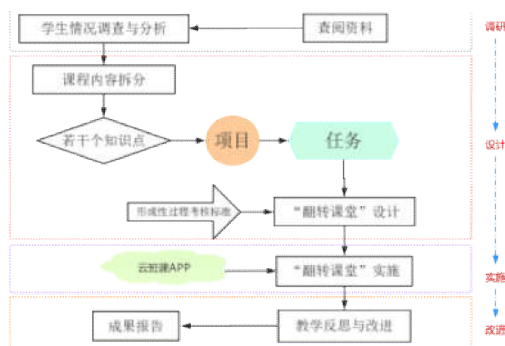 学生情况调查与分析
查阅资料
调研
课程内容拆分
若干个知识点
项目
任务
设计
形成性过程考核标准
“翻转课堂”设计
云班课APP
“翻转课堂”实施
实施
成果报告
教学反思与改进
改进